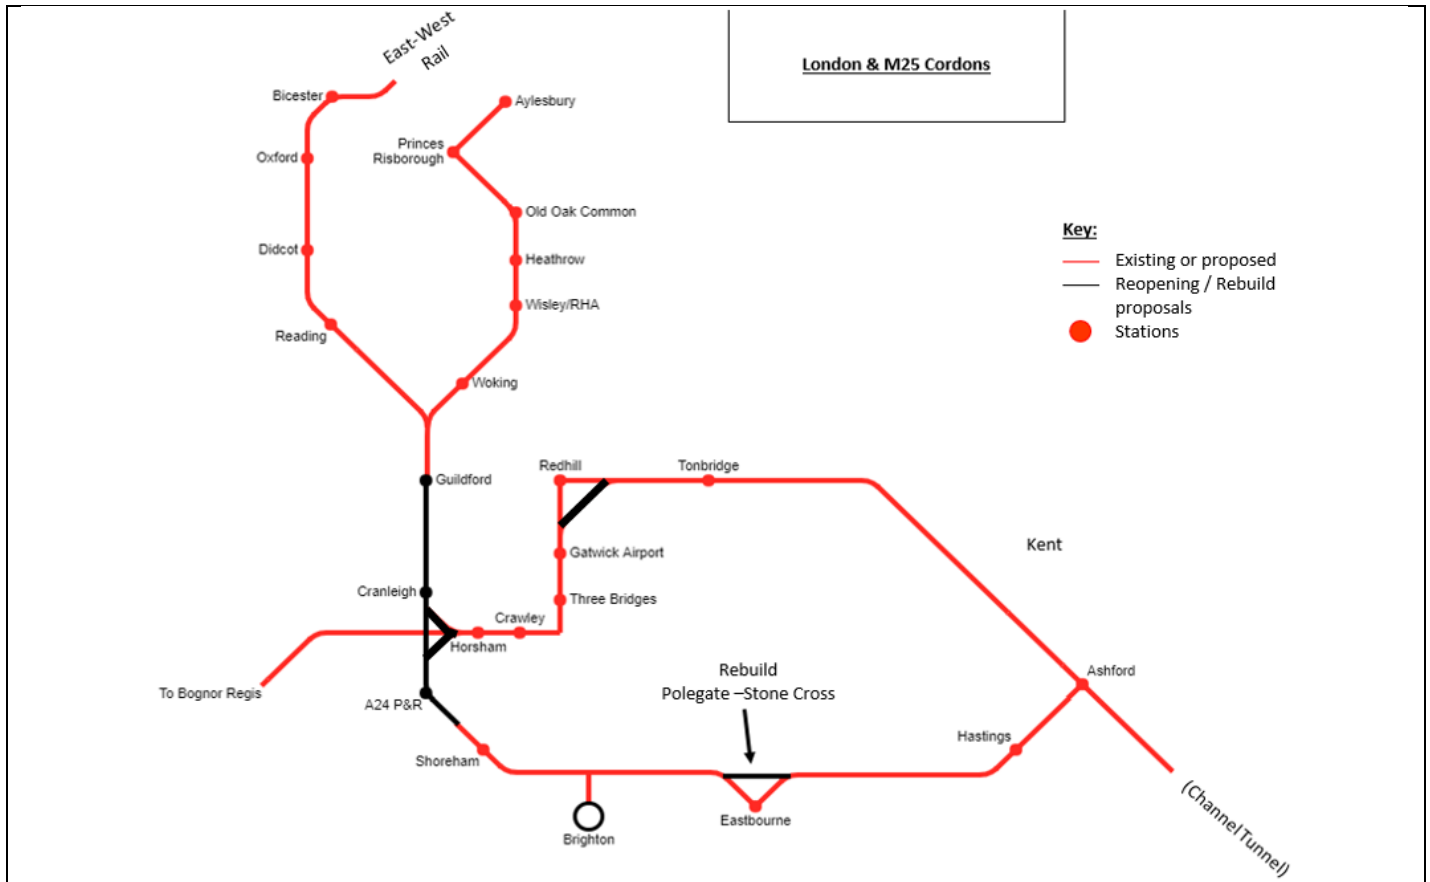 East-West
Rail
London & M25 Cordons
Bicester
Aylesbury
Princes
Risborough
Oxford
Old Oak Common
Key:
Didcot
Heathrow
Existing or proposed
Reopening / Rebuild
proposals
Wisley/RHA
Stations
Reading
Woking
Guildford
Redhill
Tonbridge
Kent
Gatwick Airport
Cranleigh
Three Bridges
Crawley
Horsham
To Bognor Regis
A24 P&R
Rebuild
Polegate –Stone Cross
Ashford
Hastings
Shoreham
Eastbourne
Brighton
(Channel Tunnel)